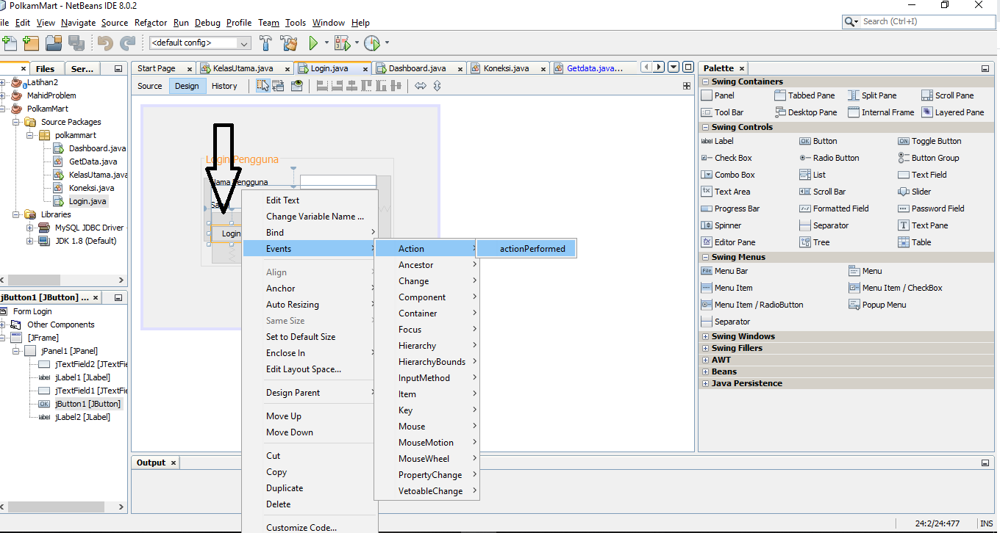 PolkamMart - NetBeans IDE 8.0.2
ile Edit View Navigate Source Refactor Run Debug Profile Team Tools Window Help
Search (Ctrl+I)
<default config>
Files Ser...
Start Page KelasUtama.java Login.java Dashboard.java Koneksi.java Getdata.java...
Source Design History
Latihan2
MahidProblem
PolkamMart
Source Packages
polkammart
Dashboard.java
GetData.java
KelasUtama.java
Koneksi.java
Login.java
Libraries
MySQL JDBC Driver
JDK 1.8 (Default)
jButton1 [JButton] ...
Form Login
Other Components
[JFrame]
jPanel1 [JPanel]
jTextField2 [JTextFie
jLabel1 [JLabel]
jTextField1 [JTextFie
jButton1 [JButton]
jLabel2 [JLabel]
Login Pengguna
Nama Pengguna
Sa
Login
Edit Text
Change Variable Name ...
Bind
Events
Align
Anchor
Auto Resizing
Same Size
Set to Default Size
Enclose In
Edit Layout Space...
Design Parent
Move Up
Move Down
Cut
Copy
Duplicate
Delete
Customize Code...
Action
Ancestor
Change
Component
Container
Focus
Hierarchy
HierarchyBounds
InputMethod
Item
Key
Mouse
MouseMotion
MouseWheel
PropertyChange
VetoableChange
actionPerformed
Output
Palette
Swing Containers
Panel Tabbed Pane Split Pane Scroll Pane
Tool Bar Desktop Pane Internal Frame Layered Pane
Swing Controls
label Label OK Button ON Toggle Button
Check Box Radio Button Button Group
Combo Box List Text Field
Text Area Scroll Bar Slider
Progress Bar Formatted Field Password Field
Spinner Separator Text Pane
Editor Pane Tree Table
Swing Menus
File Menu Bar Menu
Menu Item Menu Item / CheckBox
Menu Item / RadioButton Popup Menu
Separator
Swing Windows
Swing Fillers
AWT
Beans
Java Persistence
24:2/24:477 INS